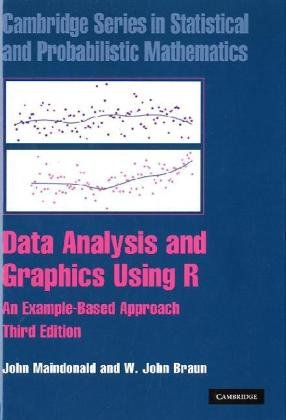 Cambridge Series in Statistical
and Probabilistic Mathematics
Data Analysis and
Graphics Using R
An Example-Based Approach
Third Edition
John Maindonald and W. John Braun
CAMBRIDGE